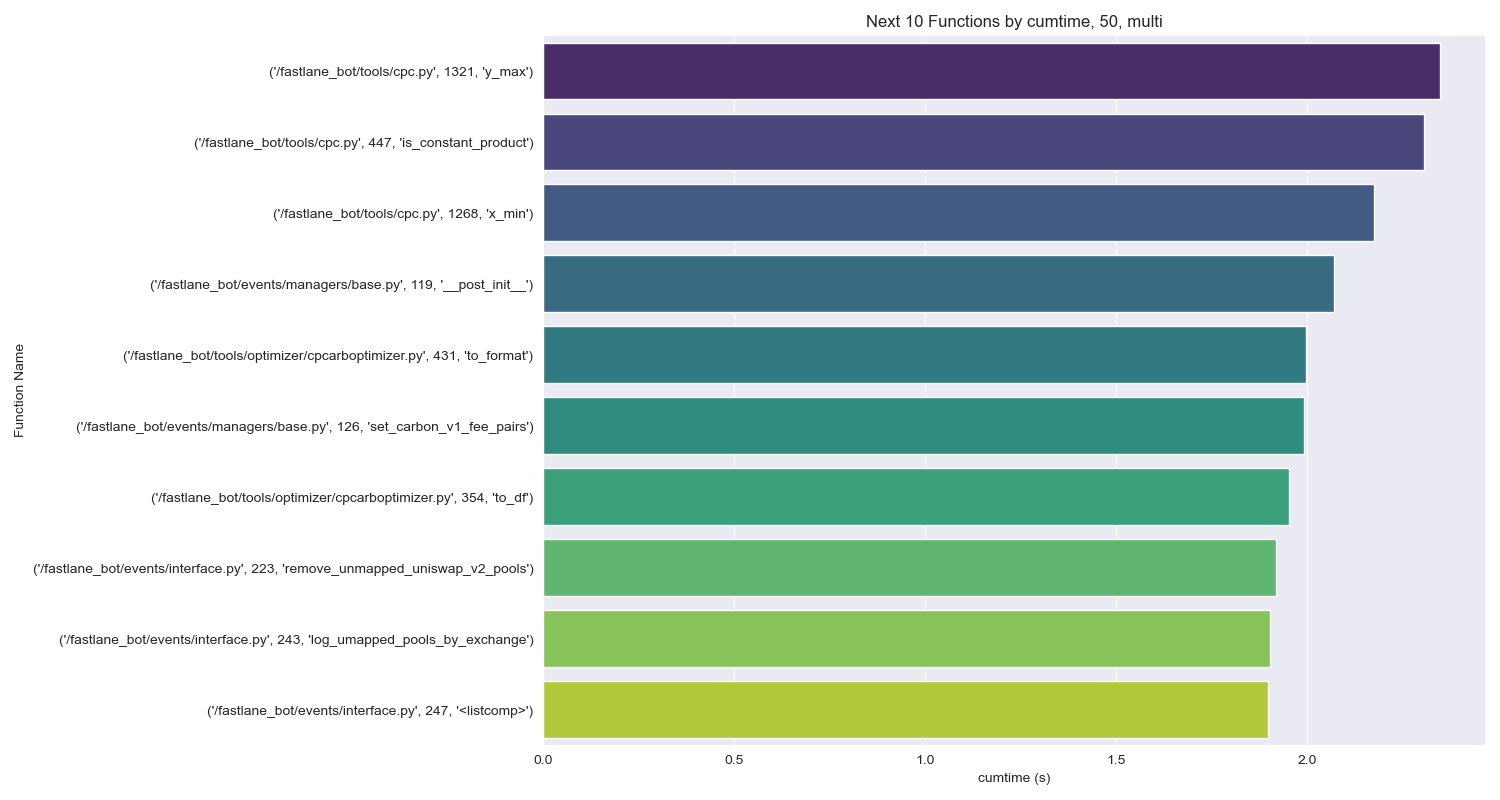 Next 10 Functions by cumtime, 50, multi
Function Name
('/fastlane_bot/tools/cpc.py', 1321, 'y_max')
('/fastlane_bot/tools/cpc.py', 447, 'is_constant_product')
('/fastlane_bot/tools/cpc.py', 1268, 'x_min')
('/fastlane_bot/events/managers/base.py', 119, '__post_init__')
('/fastlane_bot/tools/optimizer/cpcarboptimizer.py', 431, 'to_format')
('/fastlane_bot/events/managers/base.py', 126, 'set_carbon_v1_fee_pairs')
('/fastlane_bot/tools/optimizer/cpcarboptimizer.py', 354, 'to_df')
('/fastlane_bot/events/interface.py', 223, 'remove_unmapped_uniswap_v2_pools')
('/fastlane_bot/events/interface.py', 243, 'log_umapped_pools_by_exchange')
('/fastlane_bot/events/interface.py', 247, '<listcomp>')
0.0 0.5 1.0 1.5 2.0
cumtime (s)